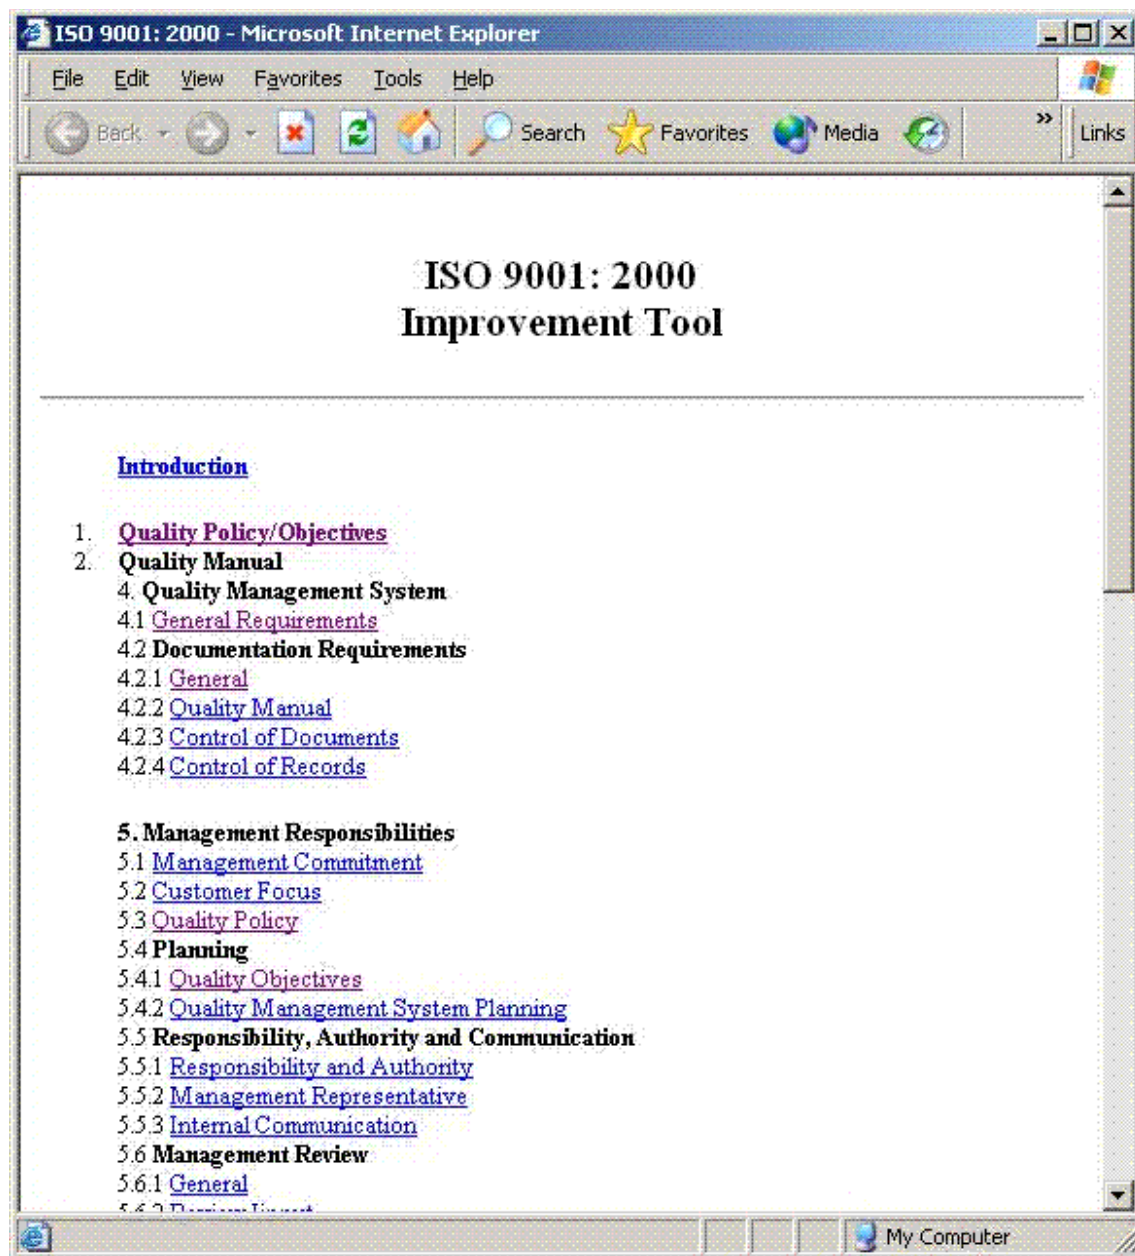 ISO 9001: 2000 - Microsoft Internet Explorer
File Edit View Favorites Tools Help
Back Search Favorites Media » Links
ISO 9001: 2000
Improvement Tool
Introduction
1. Quality Policy/Objectives
2. Quality Manual
4. Quality Management System
4.1 General Requirements
4.2 Documentation Requirements
4.2.1 General
4.2.2 Quality Manual
4.2.3 Control of Documents
4.2.4 Control of Records
5. Management Responsibilities
5.1 Management Commitment
5.2 Customer Focus
5.3 Quality Policy
5.4 Planning
5.4.1 Quality Objectives
5.4.2 Quality Management System Planning
5.5 Responsibility, Authority and Communication
5.5.1 Responsibility and Authority
5.5.2 Management Representative
5.5.3 Internal Communication
5.6 Management Review
5.6.1 General
My Computer